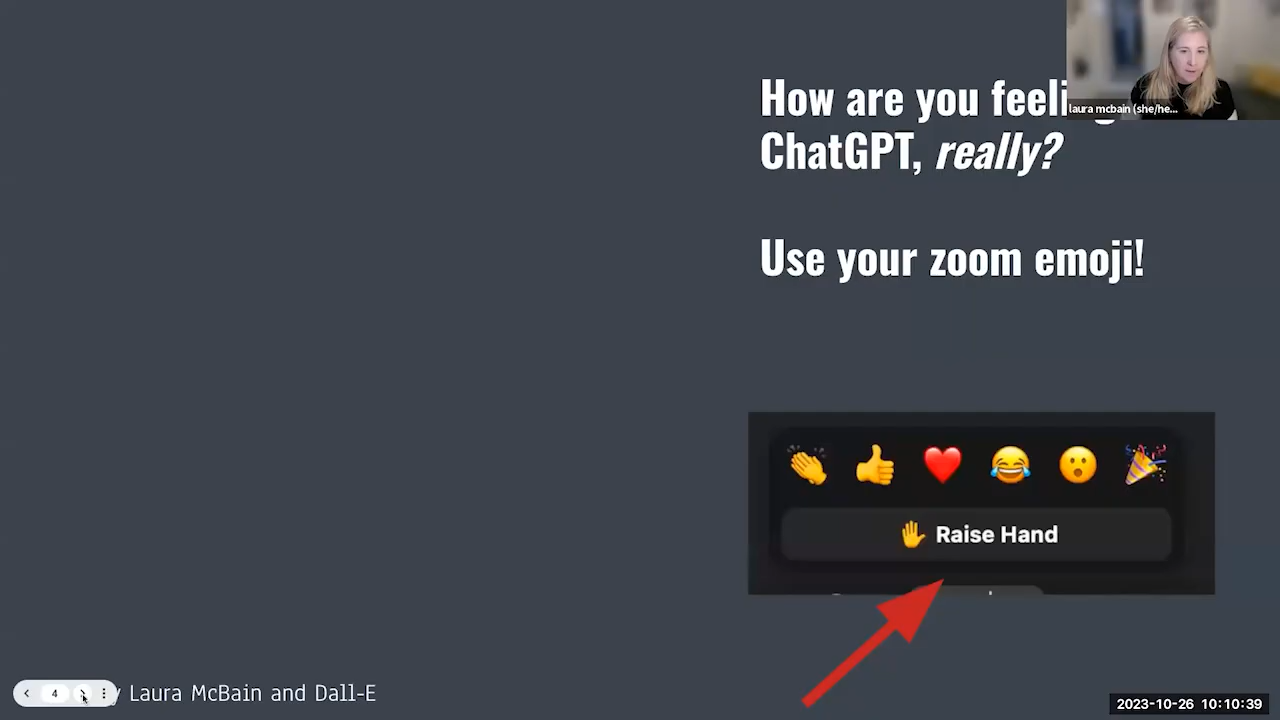 How are you
ChatGPT, really?
Use your zoom emoji!
laura mcbain (she/he...
Raise Hand
4
Laura McBain and Dall-E
2023-10-26 10:10:39